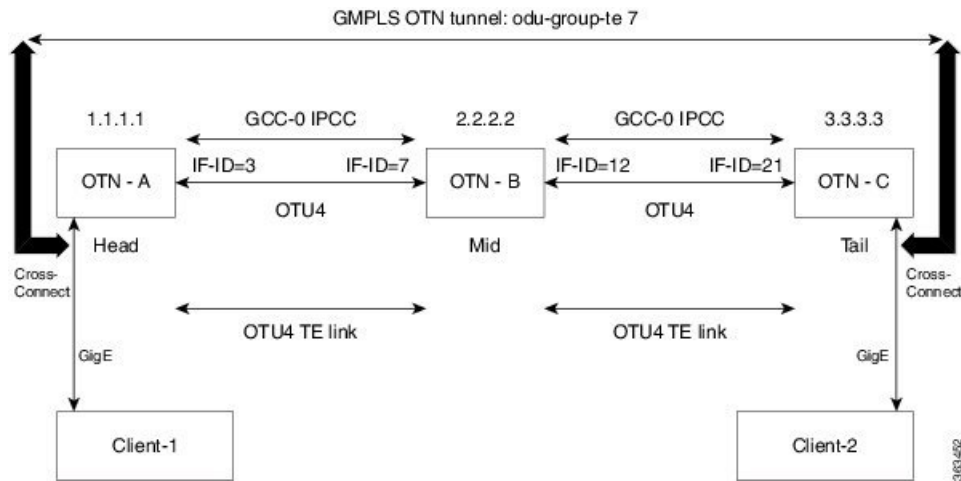 GMPLS OTN tunnel: odu-group-te 7
1.1.1.1
GCC-0 IPCC
2.2.2.2
GCC-0 IPCC
3.3.3.3
OTN - A
IF-ID=3
IF-ID=7
OTN - B
IF-ID=12
IF-ID=21
OTN - C
OTU4
OTU4
Head
Mid
Tail
Cross-
Connect
Cross-
Connect
OTU4 TE link
OTU4 TE link
GigE
GigE
Client-1
Client-2
363462